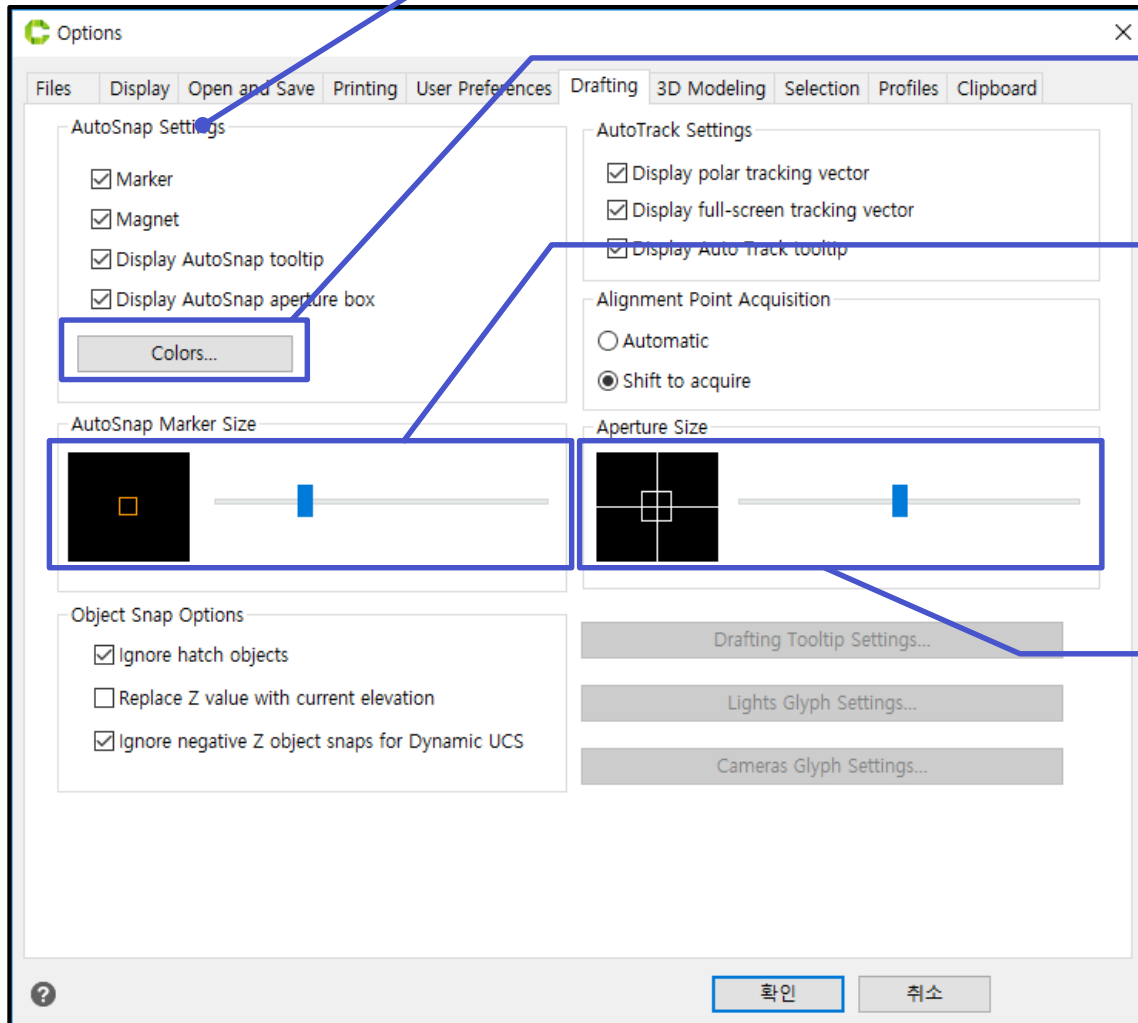 Options
Files Display Open and Save Printing User Preferences Drafting 3D Modeling Selection Profiles Clipboard
AutoSnap Settings
Marker
Magnet
Display AutoSnap tooltip
Display AutoSnap aperture box
Colors...
AutoTrack Settings
Display polar tracking vector
Display full-screen tracking vector
Display Auto Track tooltip
Alignment Point Acquisition
Automatic
Shift to acquire
AutoSnap Marker Size
Aperture Size
Object Snap Options
Ignore hatch objects
Replace Z value with current elevation
Ignore negative Z object snaps for Dynamic UCS
Drafting Tooltip Settings...
Lights Glyph Settings...
Cameras Glyph Settings...
?
확인 취소